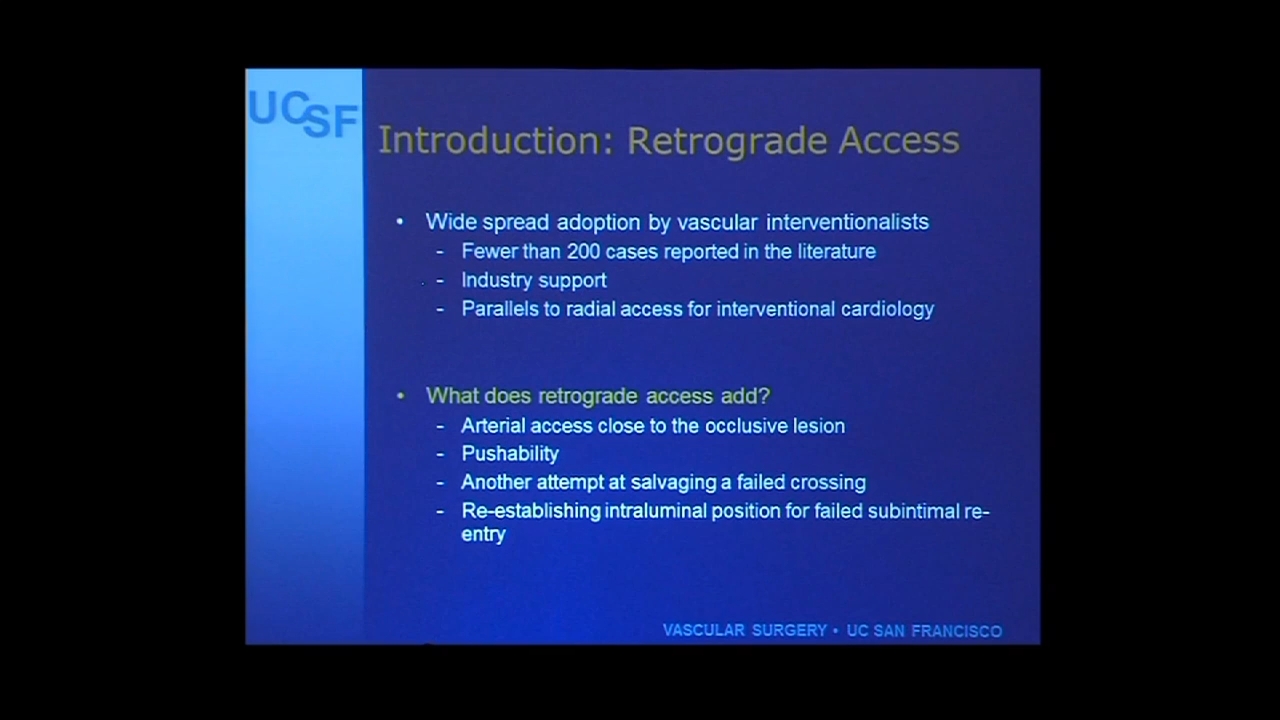 UCSF
Introduction: Retrograde Access
• Wide spread adoption by vascular interventionalists
- Fewer than 200 cases reported in the literature
- Industry support
- Parallels to radial access for interventional cardiology
• What does retrograde access add?
- Arterial access close to the occlusive lesion
- Pushability
- Another attempt at salvaging a failed crossing
- Re-establishing intraluminal position for failed subintimal re-
entry
VASCULAR SURGERY • UC SAN FRANCISCO